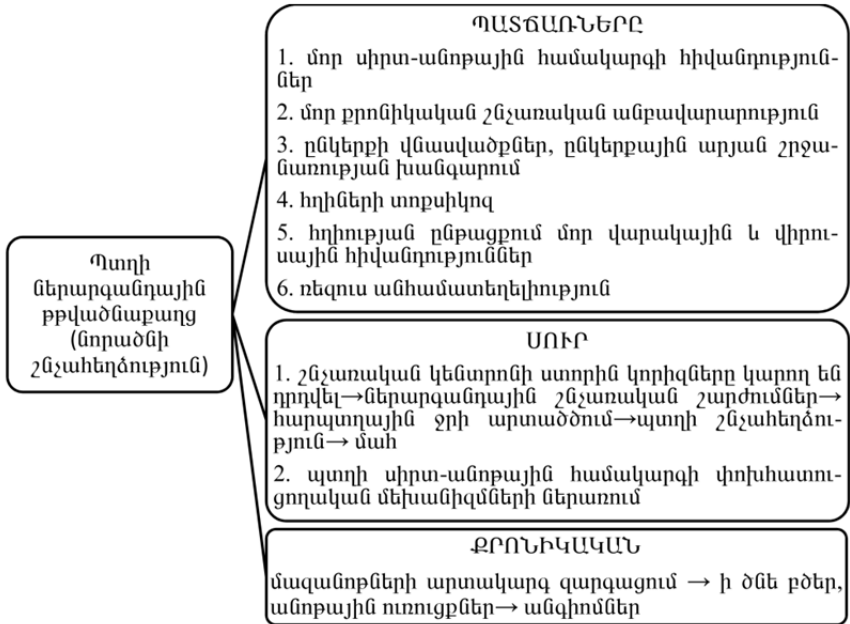 Պտղի
ներարգանդային
թթվածնաքաղց
(նորածնի
շնչահեղձություն)
ՊԱՏՃԱՌՆԵՐԸ
1. մոր սիրտ-անոթային համակարգի հիվանդություն-
ներ
2. մոր քրոնիկական շնչառական անբավարարություն
3. ընկերքի վնասվածքներ, ընկերքային արյան շրջա-
նառության խանգարում
4. հղիների տոքսիկոզ
5. հղիության ընթացքում մոր վարակային և վիրու-
սային հիվանդություններ
6. ռեզուս անհամատեղելիություն
ՍՈՒՐ
1. շնչառական կենտրոնի ստորին կորիզները կարող են
դրդվել→ներարգանդային շնչառական շարժումներ→
հարպտղային ջրի արտածծում→պտղի շնչահեղձու-
թյուն→ մահ
2. պտղի սիրտ-անոթային համակարգի փոխհատու-
ցողական մեխանիզմների ներառում
ՔՐՈՆԻԿԱԿԱՆ
մազանոթների արտակարգ զարգացում → ի ծնե բծեր,
անոթային ուռուցքներ→ անգիոմներ